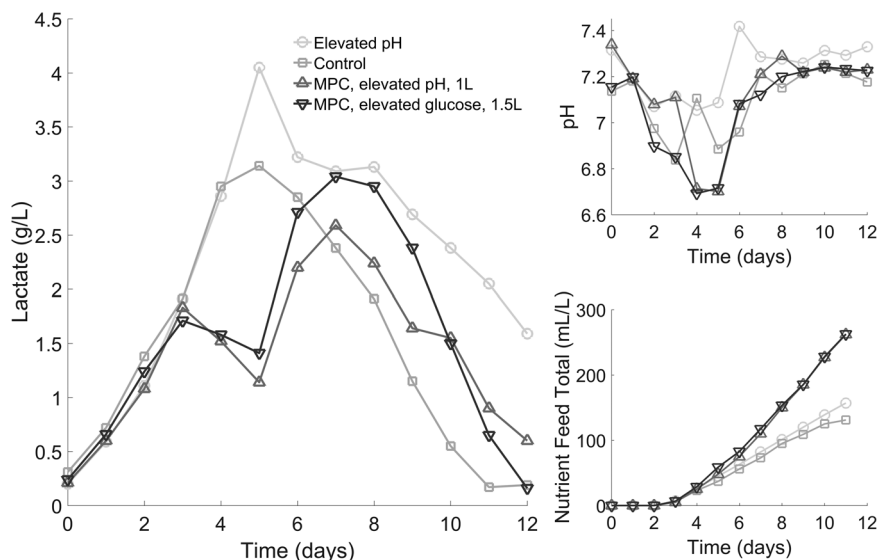 4.5
4
3.5
3
2.5
2
1.5
1
0.5
0
Lactate (g/L)
0 2 4 6 8 10 12
Time (days)
Elevated pH
Control
MPC, elevated pH, 1L
MPC, elevated glucose, 1.5L
7.4
7.2
7
6.8
6.6
pH
0 2 4 6 8 10 12
Time (days)
300
200
100
0
Nutrient Feed Total (mL/L)
0 2 4 6 8 10 12
Time (days)